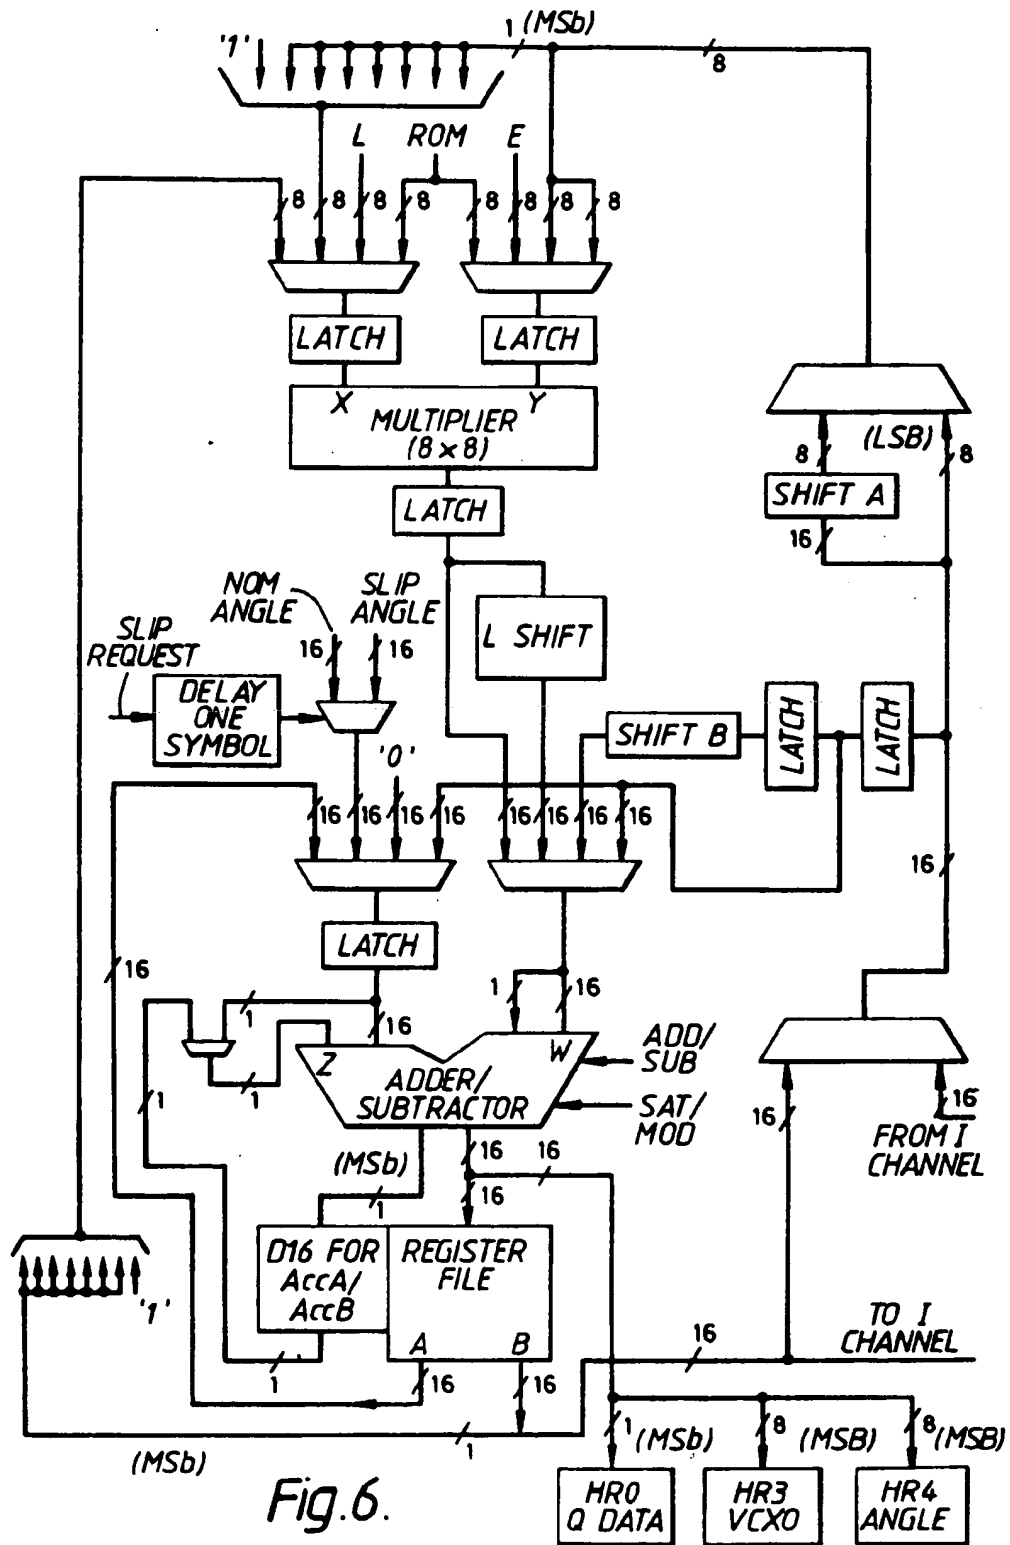 1 (MSb)
'1'
8
L ROM E
8 8 8 8 8 8 8 8
LATCH LATCH
X Y
MULTIPLIER
(8 x 8)
(LSB)
8 8
LATCH
SHIFT A
16
NOM
ANGLE
SLIP
ANGLE
SLIP
REQUEST
16 16
L SHIFT
DELAY
ONE
SYMBOL
SHIFT B
LATCH
LATCH
'0'
16 16 16 16 16 16 16 16
16
LATCH
16
1
16
1
16
Z
W
ADD/
SUB
ADDER/
SUBTRACTOR
1
1
SAT/
MOD
16
16
FROM I
CHANNEL
(MSb)
16
16
1
16
D16 FOR
AccA/
AccB
REGISTER
FILE
'1'
A B
TO I
CHANNEL
16
1
16 16
1
(MSb)
1 (MSb)
8 (MSB)
8 (MSB)
HR0
Q DATA
HR3
VCXO
HR4
ANGLE
Fig.6.